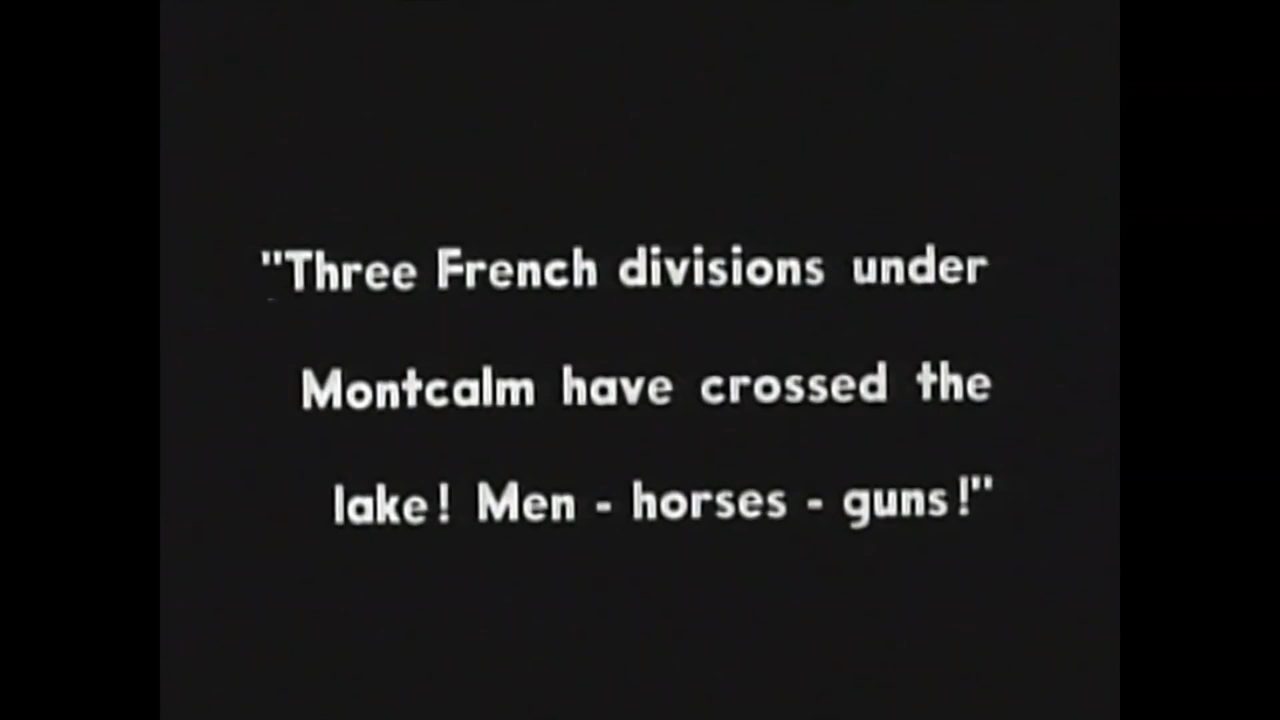 "Three French divisions under
Montcalm have crossed the
lake! Men - horses - guns!"